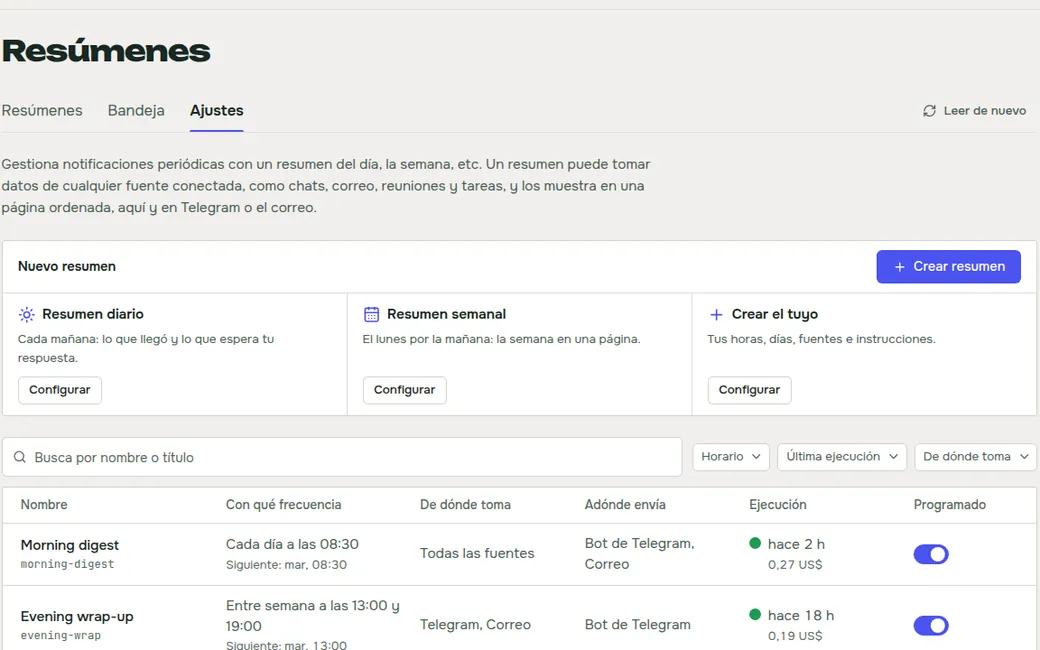 Resúmenes
Resúmenes
Bandeja
Ajustes
Leer de nuevo
Gestiona notificaciones periódicas con un resumen del día, la semana, etc. Un resumen puede tomar
datos de cualquier fuente conectada, como chats, correo, reuniones y tareas, y los muestra en una
página ordenada, aquí y en Telegram o el correo.
Nuevo resumen
Crear resumen
Resumen diario
Cada mañana: lo que llegó y lo que espera tu
respuesta.
Configurar
Resumen semanal
El lunes por la mañana: la semana en una página.
Configurar
Crear el tuyo
Tus horas, días, fuentes e instrucciones.
Configurar
Busca por nombre o título
Horario
Última ejecución
De dónde toma
Nombre
Con qué frecuencia
De dónde toma
Adónde envía
Ejecución
Programado
Morning digest
morning-digest
Cada día a las 08:30
Siguiente: mar, 08:30
Todas las fuentes
Bot de Telegram,
Correo
hace 2 h
0,27 US$
Evening wrap-up
evening-wrap
Entre semana a las 13:00 y
19:00
Siguiente: mar, 13:00
Telegram, Correo
Bot de Telegram
hace 18 h
0,19 US$